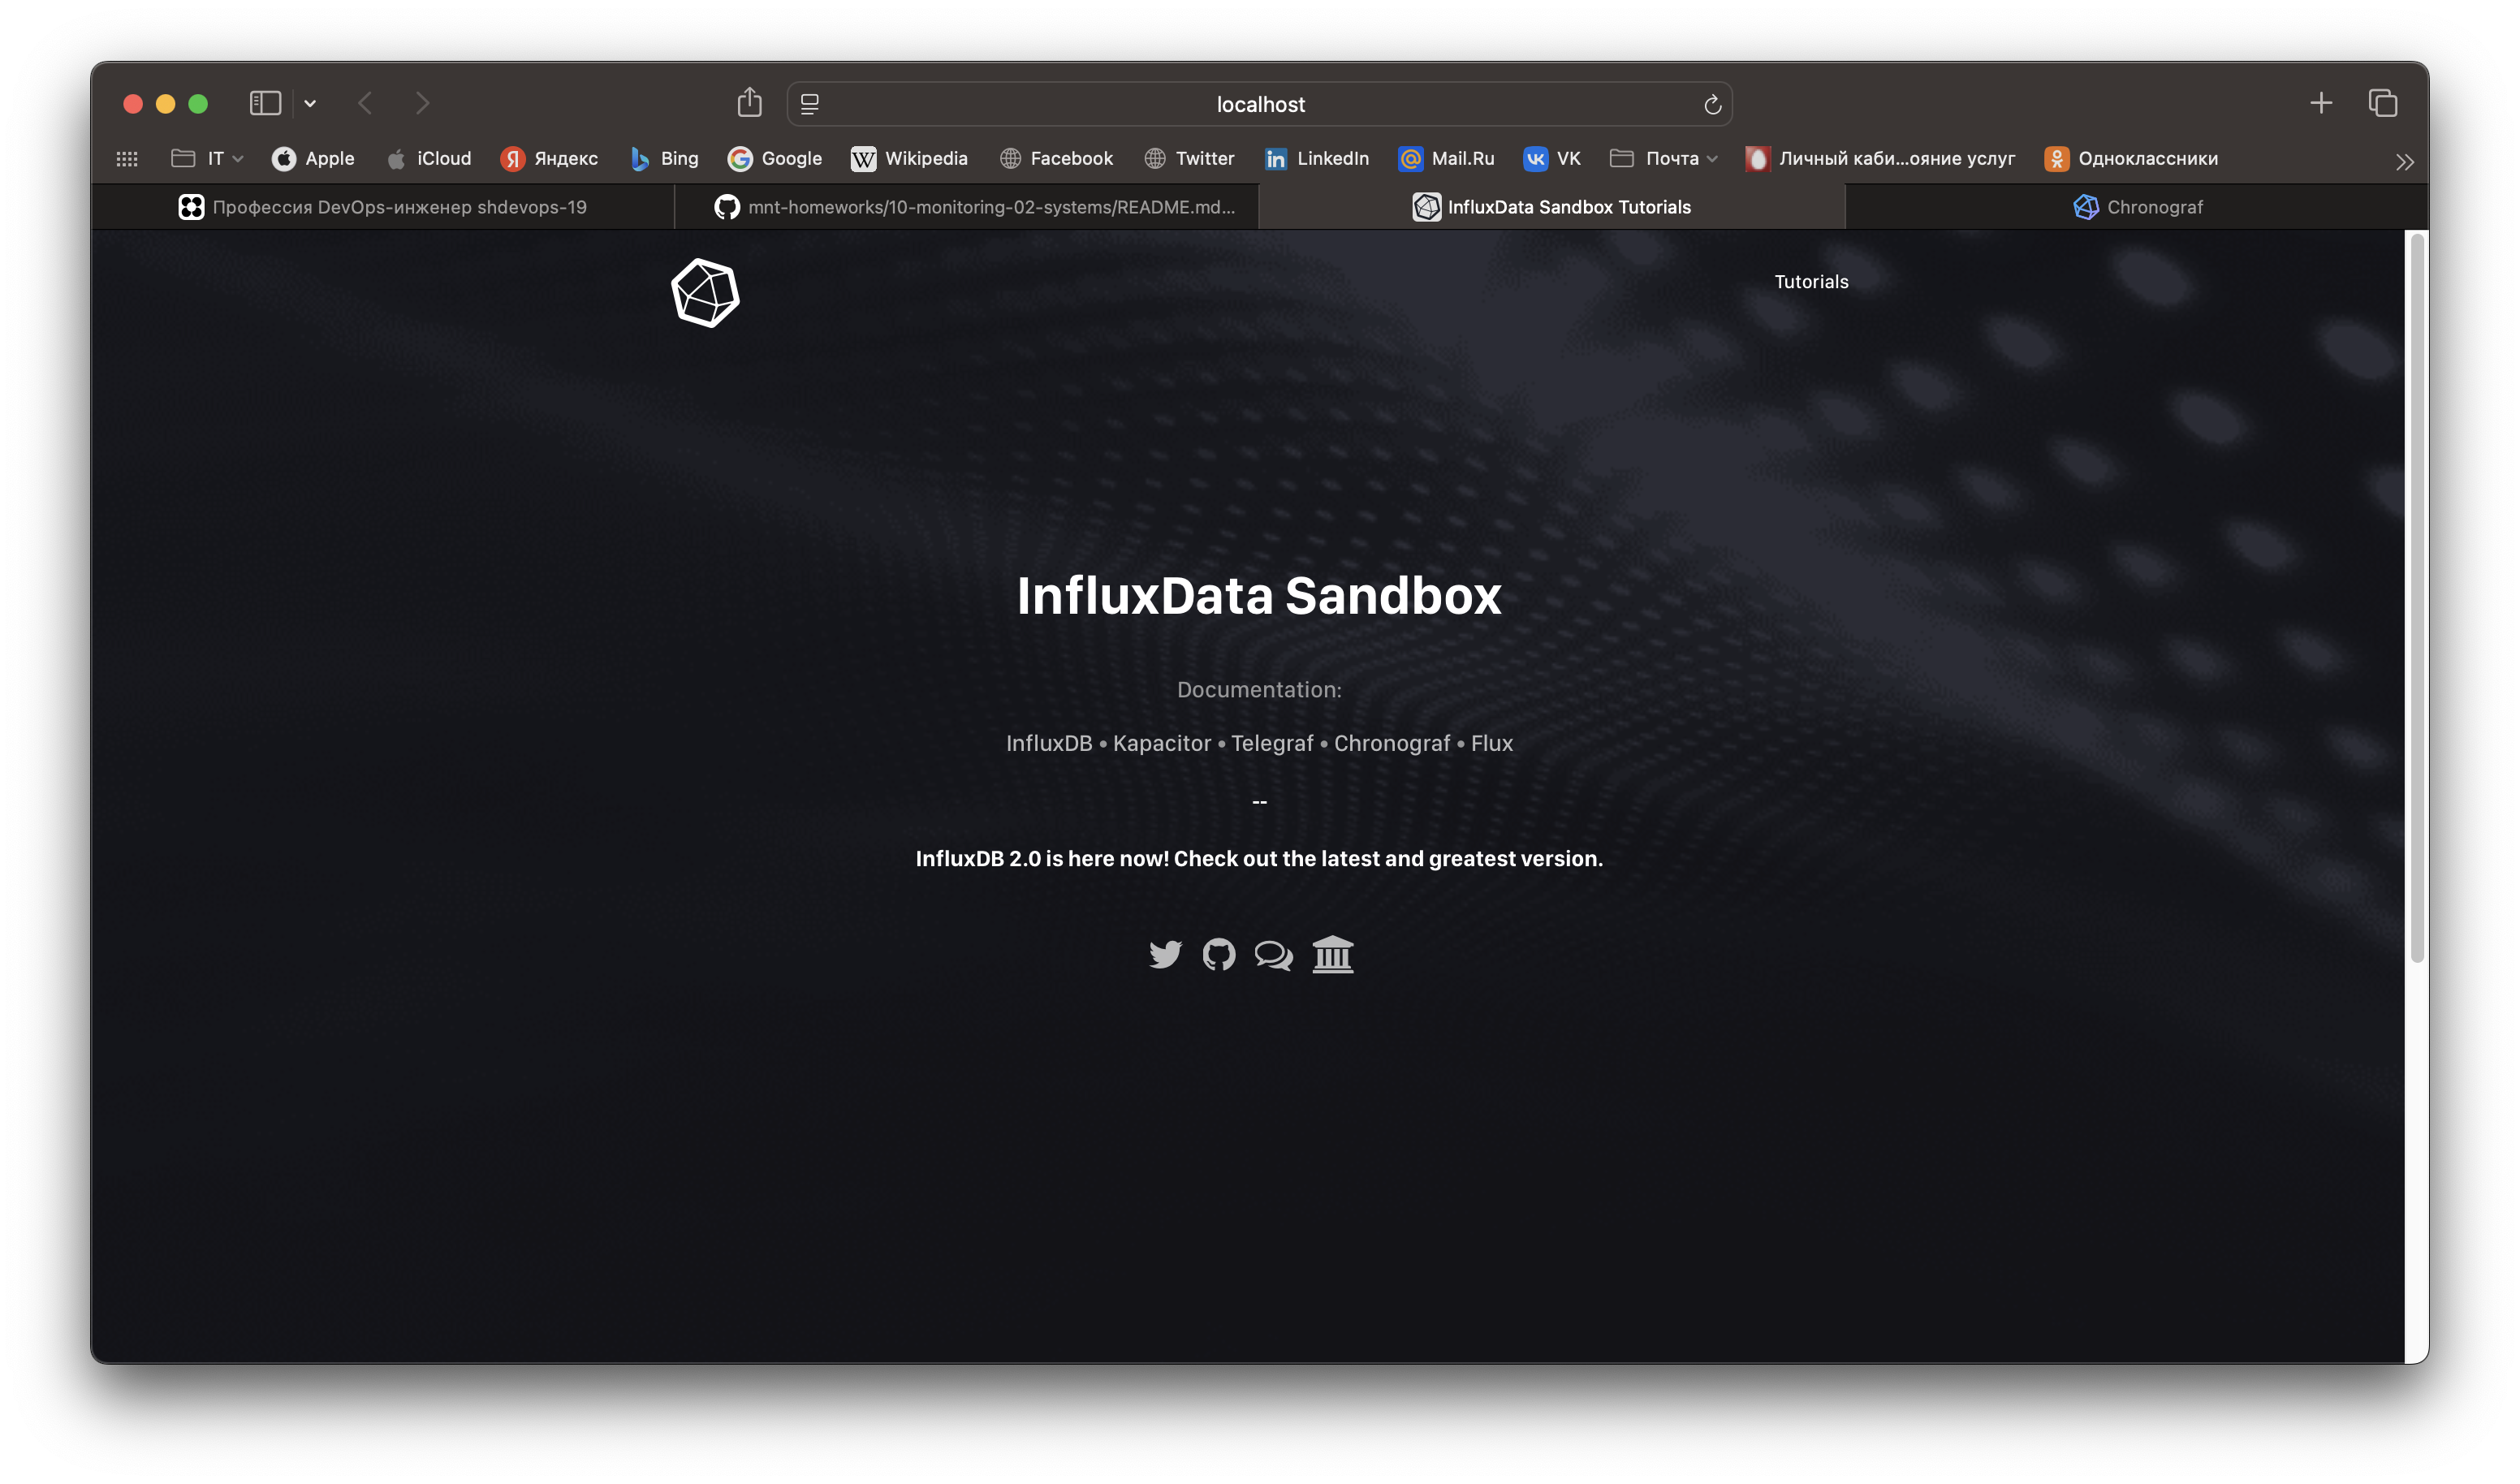 localhost
IT
Apple
iCloud
Яндекс
Bing
Google
Wikipedia
Facebook
Twitter
LinkedIn
Mail.Ru
VK
Почта
Личный каби...ояние услуг
Одноклассники
Профессия DevOps-инженер shdevops-19
mnt-homeworks/10-monitoring-02-systems/README.md...
InfluxData Sandbox Tutorials
Chronograf
Tutorials
InfluxData Sandbox
Documentation:
InfluxDB • Kapacitor • Telegraf • Chronograf • Flux
--
InfluxDB 2.0 is here now! Check out the latest and greatest version.